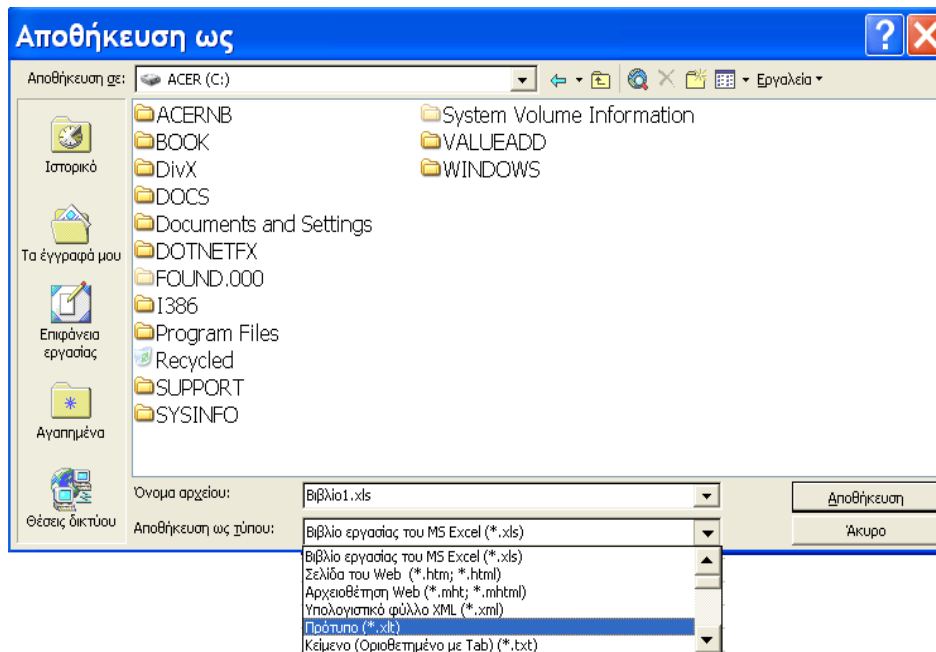 Αποθήκευση ως
Αποθήκευση σε: ACER (C:) Εργαλεία
ACERNB
BOOK
DivX
DOCS
Documents and Settings
DOTNETFX
FOUND.000
I386
Program Files
Recycled
SUPPORT
SYSINFO
System Volume Information
VALUEADD
WINDOWS
Ιστορικό
Τα έγγραφά μου
Επιφάνεια
εργασίας
Αγαπημένα
Θέσεις δικτύου
Όνομα αρχείου: Βιβλίο1.xls Αποθήκευση
Αποθήκευση ως τύπου: Βιβλίο εργασίας του MS Excel (*.xls) Άκυρο
Βιβλίο εργασίας του MS Excel (*.xls)
Σελίδα του Web (*.htm; *.html)
Αρχειοθέτηση Web (*.mht; *.mhtml)
Υπολογιστικό φύλλο XML (*.xml)
Πρότυπο (*.xlt)
Κείμενο (Οριοθετημένο με Tab) (*.txt)